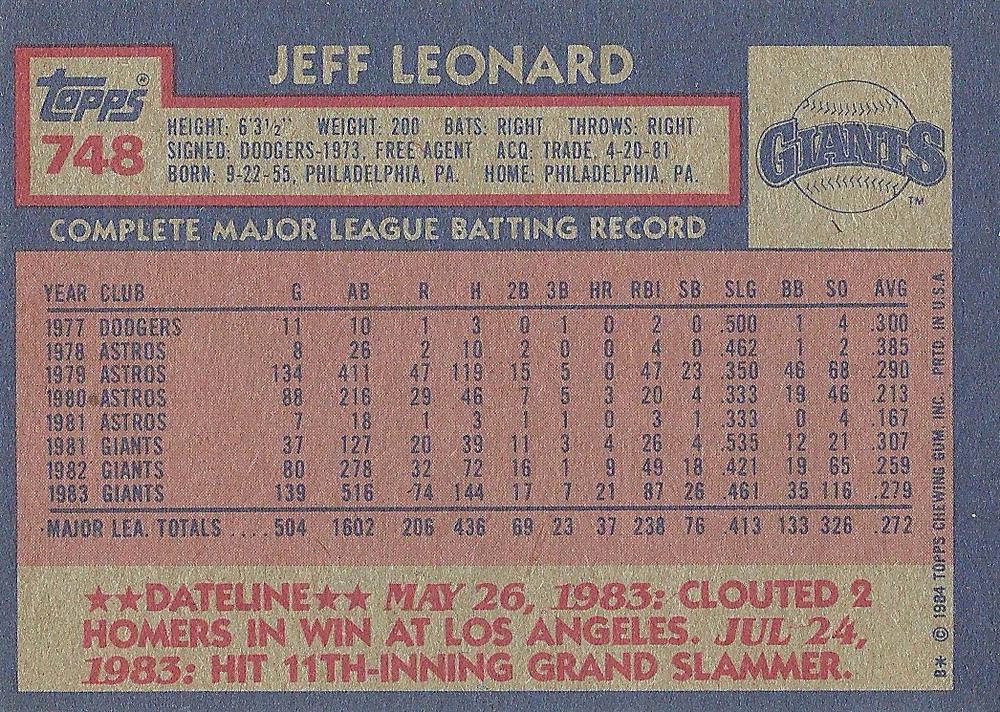 JEFF LEONARD
Topps®
748
HEIGHT: 6'3½" WEIGHT: 200 BATS: RIGHT THROWS: RIGHT
SIGNED: DODGERS-1973, FREE AGENT ACQ: TRADE, 4-20-81
BORN: 9-22-55, PHILADELPHIA, PA. HOME: PHILADELPHIA, PA.
GIANTS
TM
COMPLETE MAJOR LEAGUE BATTING RECORD
YEAR CLUB G AB R H 2B 3B HR RBI SB SLG BB SO AVG
1977 DODGERS 11 10 1 3 0 1 0 2 0 .500 1 4 .300
1978 ASTROS 8 26 2 10 2 0 0 4 0 .462 1 2 .385
1979 ASTROS 134 411 47 119 15 5 0 47 23 .350 46 68 .290
1980 ASTROS 88 216 29 46 7 5 3 20 4 .333 19 46 .213
1981 ASTROS 7 18 1 3 1 1 0 3 1 .333 0 4 .167
1981 GIANTS 37 127 20 39 11 3 4 26 4 .535 12 21 .307
1982 GIANTS 80 278 32 72 16 1 9 49 18 .421 19 65 .259
1983 GIANTS 139 516 74 144 17 7 21 87 26 .461 35 116 .279
MAJOR LEA. TOTALS .... 504 1602 206 436 69 23 37 238 76 .413 133 326 .272
★★DATELINE★★ MAY 26, 1983: CLOUTED 2
HOMERS IN WIN AT LOS ANGELES. JUL 24,
1983: HIT 11TH-INNING GRAND SLAMMER.
B* © 1984 TOPPS CHEWING GUM, INC. PRTD. IN U.S.A.